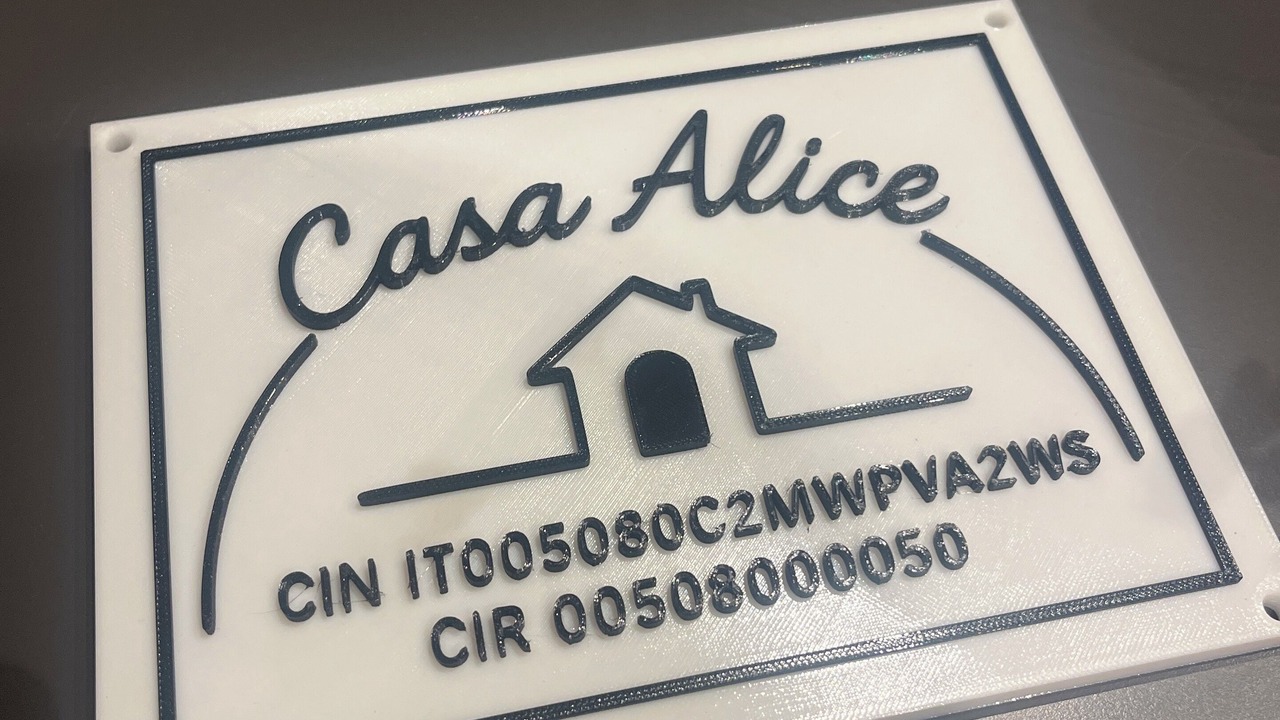 Casa Alice
CIN IT005080C2MWPVA2WS
CIR 00508000050